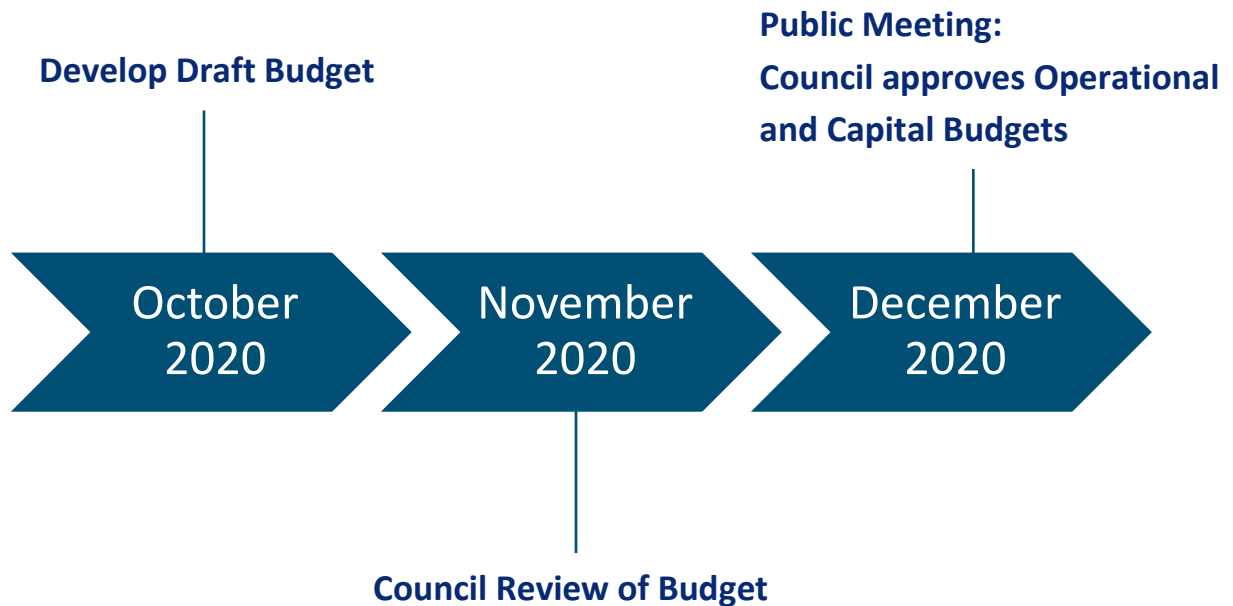 Develop Draft Budget
Public Meeting:
Council approves Operational
and Capital Budgets
October
2020
November
2020
December
2020
Council Review of Budget